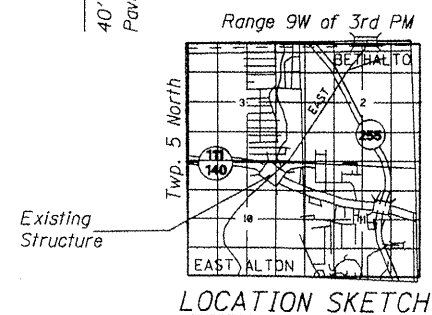 40'
Pav
Range 9W of 3rd PM
BETHALTO
Twp. 5 North
3
2
EAST
255
111
140
Existing
Structure
10
11
EAST ALTON
LOCATION SKETCH